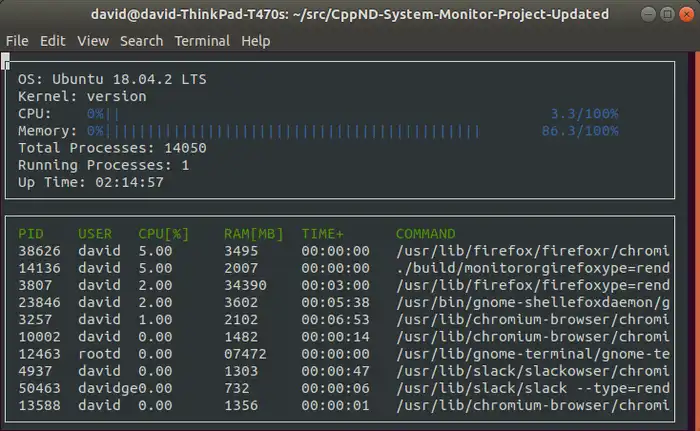 david@david-ThinkPad-T470s: ~/src/CppND-System-Monitor-Project-Updated
File Edit View Search Terminal Help
OS: Ubuntu 18.04.2 LTS
Kernel: version
CPU: 0%|| 3.3/100%
Memory: 0%|||||||||||||||||||||||||||||||||||||||||||| 86.3/100%
Total Processes: 14050
Running Processes: 1
Up Time: 02:14:57
PID USER CPU[%] RAM[MB] TIME+ COMMAND
38626 david 5.00 3495 00:00:00 /usr/lib/firefox/firefoxr/chromi
14136 david 5.00 2007 00:00:00 ./build/monitororgirefoxype=rend
3807 david 2.00 34390 00:03:00 /usr/lib/firefox/firefoxype=rend
23846 david 2.00 3602 00:05:38 /usr/bin/gnome-shellefoxdaemon/g
3257 david 1.00 2102 00:06:53 /usr/lib/chromium-browser/chromi
10002 david 0.00 1482 00:00:14 /usr/lib/chromium-browser/chromi
12463 rootd 0.00 07472 00:00:00 /usr/lib/gnome-terminal/gnome-te
4937 david 0.00 1303 00:00:47 /usr/lib/slack/slackowser/chromi
50463 davidge0.00 732 00:00:06 /usr/lib/slack/slack --type=rend
13588 david 0.00 1356 00:00:01 /usr/lib/chromium-browser/chromi